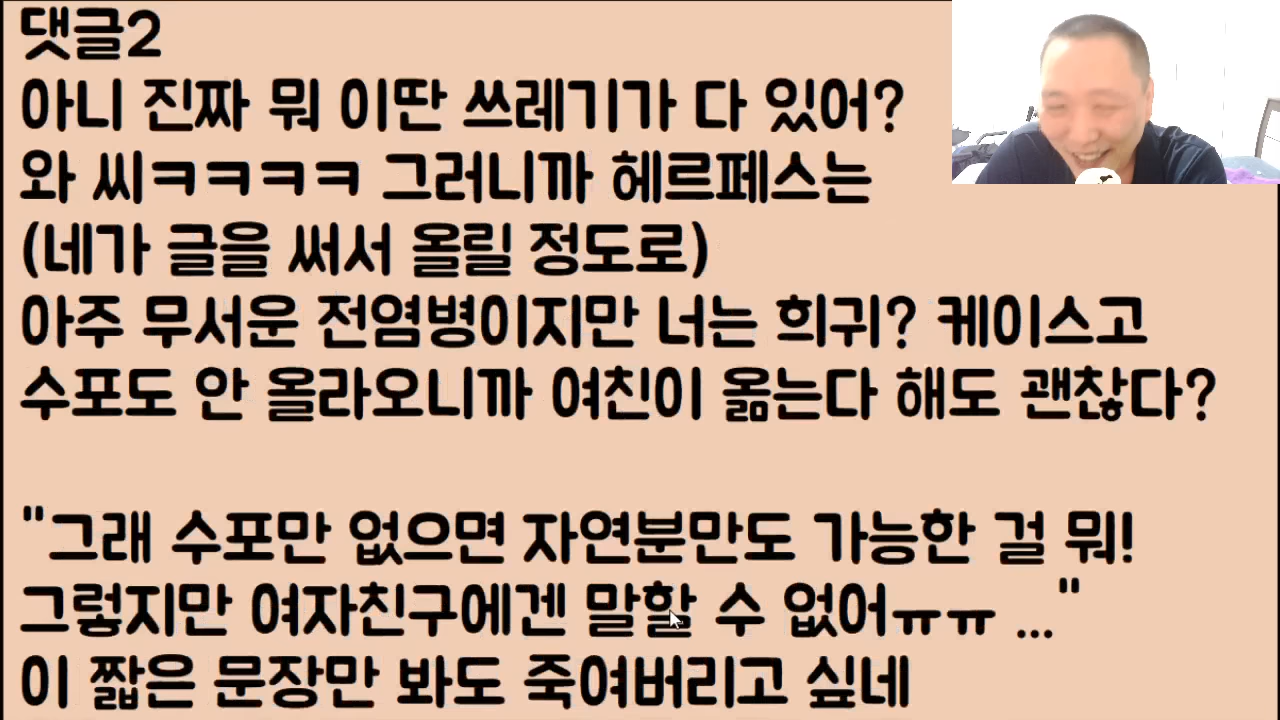 댓글2
아니 진짜 뭐 이딴 쓰레기가 다 있어?
와 씨ㅋㅋㅋㅋ 그러니까 헤르페스는
(네가 글을 써서 올릴 정도로)
아주 무서운 전염병이지만 너는 희귀? 케이스고
수포도 안 올라오니까 여친이 옮는다 해도 괜찮다?
"그래 수포만 없으면 자연분만도 가능한 걸 뭐!
그렇지만 여자친구에겐 말할 수 없어ㅠㅠ ..."
이 짧은 문장만 봐도 죽여버리고 싶네